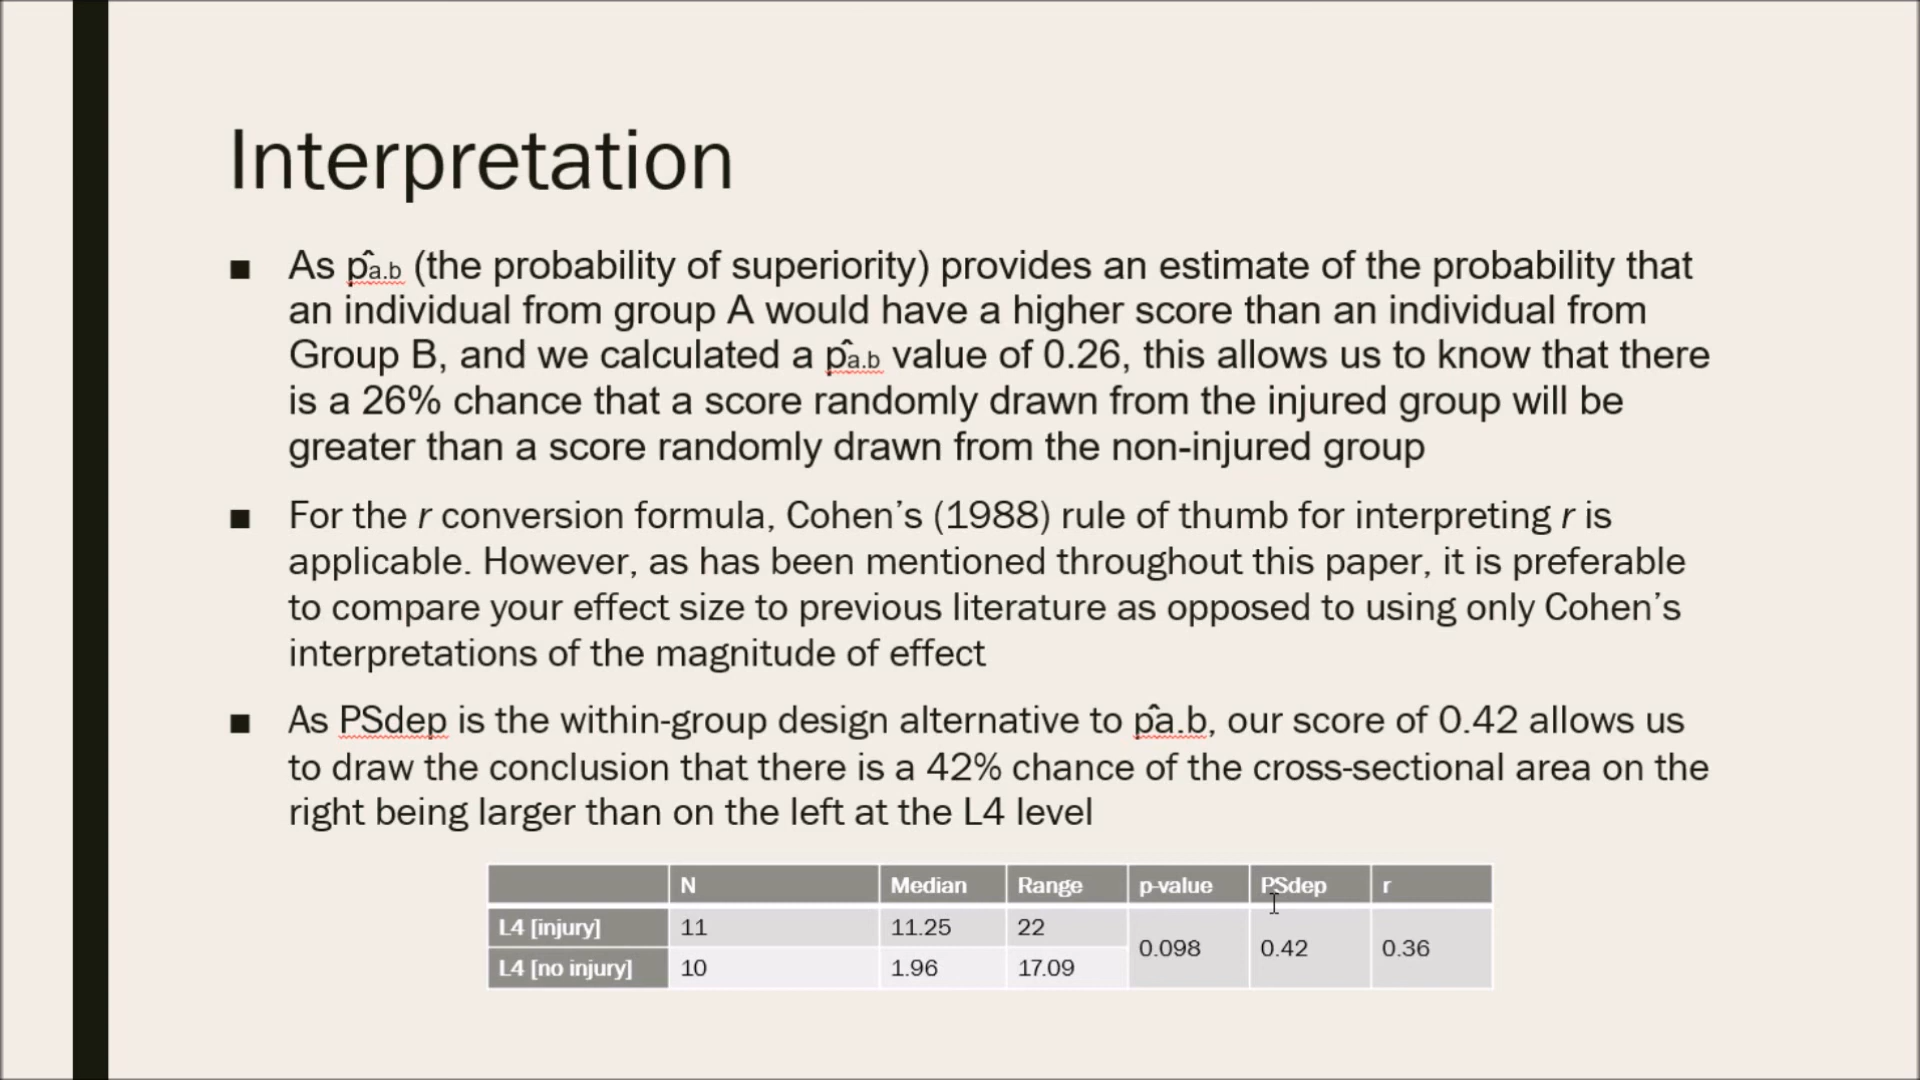 Interpretation
■ As p̂a.b (the probability of superiority) provides an estimate of the probability that
an individual from group A would have a higher score than an individual from
Group B, and we calculated a p̂a.b value of 0.26, this allows us to know that there
is a 26% chance that a score randomly drawn from the injured group will be
greater than a score randomly drawn from the non-injured group
■ For the r conversion formula, Cohen’s (1988) rule of thumb for interpreting r is
applicable. However, as has been mentioned throughout this paper, it is preferable
to compare your effect size to previous literature as opposed to using only Cohen’s
interpretations of the magnitude of effect
■ As PSdep is the within-group design alternative to p̂a.b, our score of 0.42 allows us
to draw the conclusion that there is a 42% chance of the cross-sectional area on the
right being larger than on the left at the L4 level
N Median Range p-value PSdep r
L4 [injury] 11 11.25 22 0.098 0.42 0.36
L4 [no injury] 10 1.96 17.09